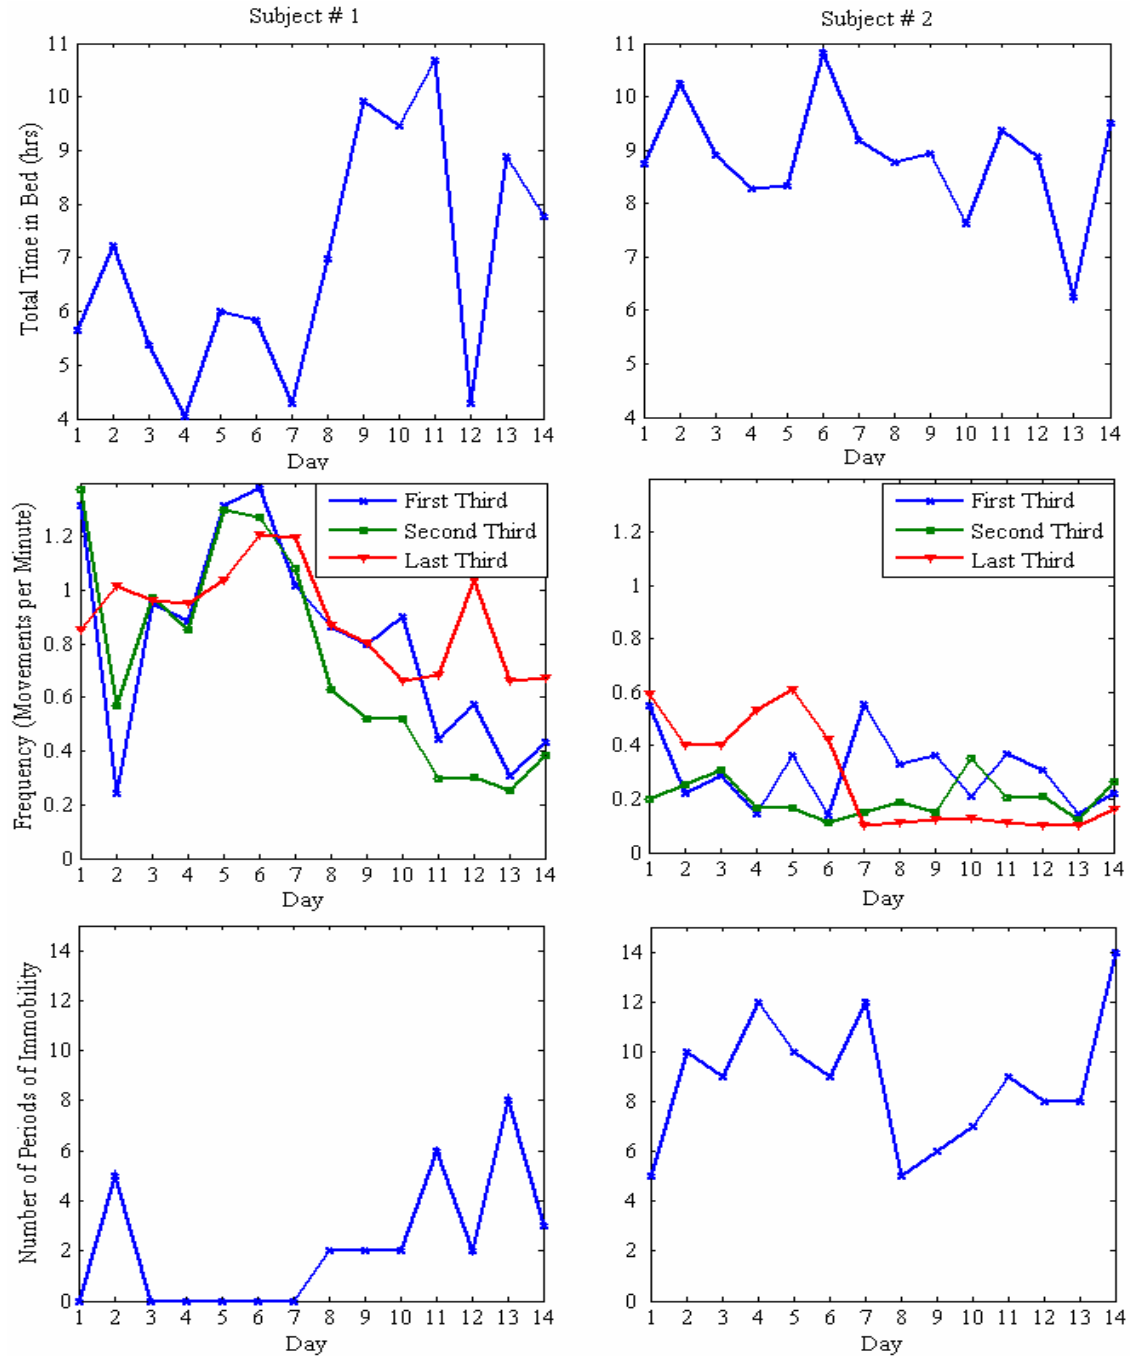 Subject # 1
Subject # 2
Total Time in Bed (hrs)
11
10
9
8
7
6
5
4
1 2 3 4 5 6 7 8 9 10 11 12 13 14
Day
11
10
9
8
7
6
5
4
1 2 3 4 5 6 7 8 9 10 11 12 13 14
Day
Frequency (Movements per Minute)
1.2
1
0.8
0.6
0.4
0.2
0
First Third
Second Third
Last Third
1 2 3 4 5 6 7 8 9 10 11 12 13 14
Day
1.2
1
0.8
0.6
0.4
0.2
0
First Third
Second Third
Last Third
1 2 3 4 5 6 7 8 9 10 11 12 13 14
Day
Number of Periods of Immobility
14
12
10
8
6
4
2
0
1 2 3 4 5 6 7 8 9 10 11 12 13 14
Day
14
12
10
8
6
4
2
0
1 2 3 4 5 6 7 8 9 10 11 12 13 14
Day